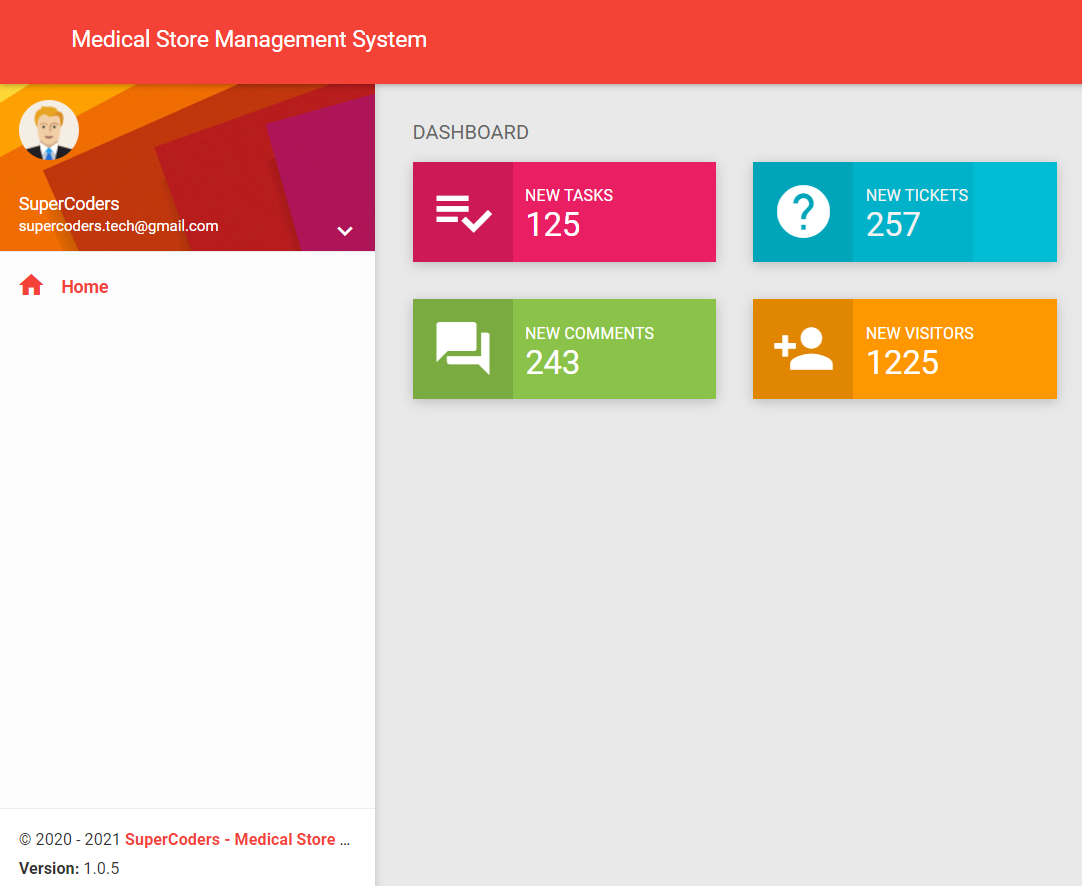 Medical Store Management System
SuperCoders
supercoders.tech@gmail.com
Home
DASHBOARD
NEW TASKS
125
NEW TICKETS
257
NEW COMMENTS
243
NEW VISITORS
1225
© 2020 - 2021 SuperCoders - Medical Store ...
Version: 1.0.5